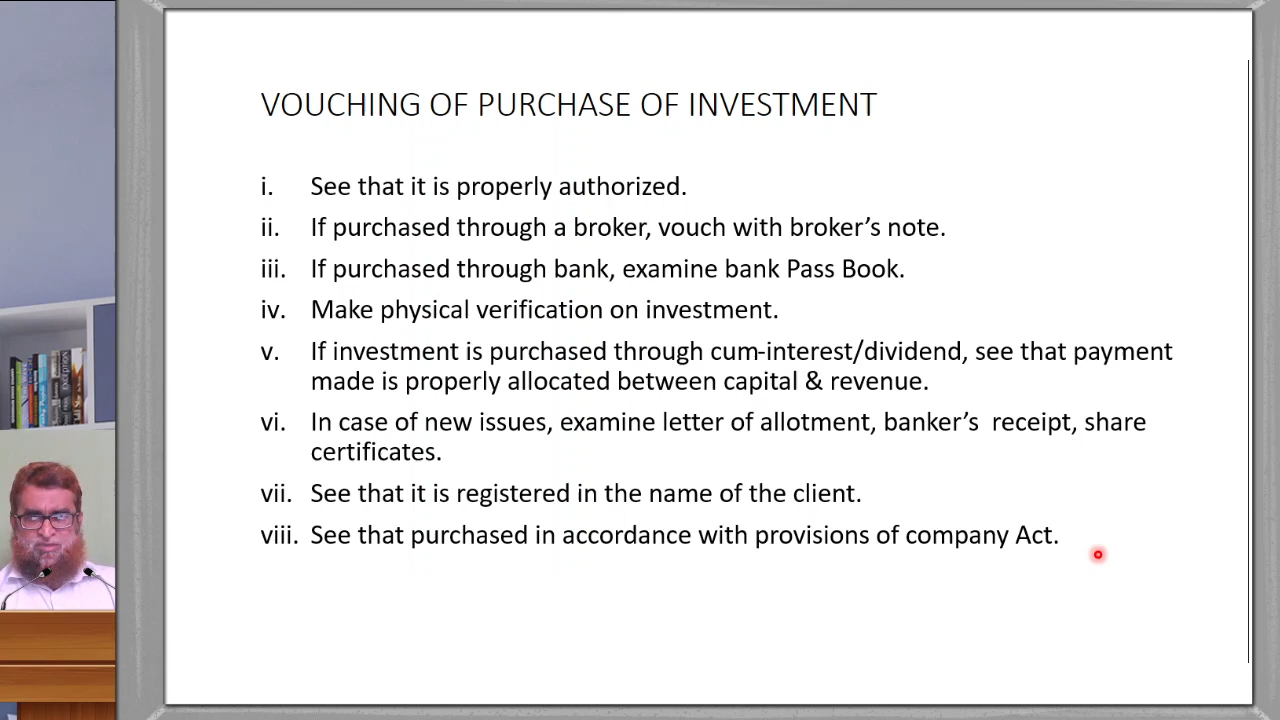 VOUCHING OF PURCHASE OF INVESTMENT
i. See that it is properly authorized.
ii. If purchased through a broker, vouch with broker’s note.
iii. If purchased through bank, examine bank Pass Book.
iv. Make physical verification on investment.
v. If investment is purchased through cum-interest/dividend, see that payment
made is properly allocated between capital & revenue.
vi. In case of new issues, examine letter of allotment, banker’s receipt, share
certificates.
vii. See that it is registered in the name of the client.
viii. See that purchased in accordance with provisions of company Act.